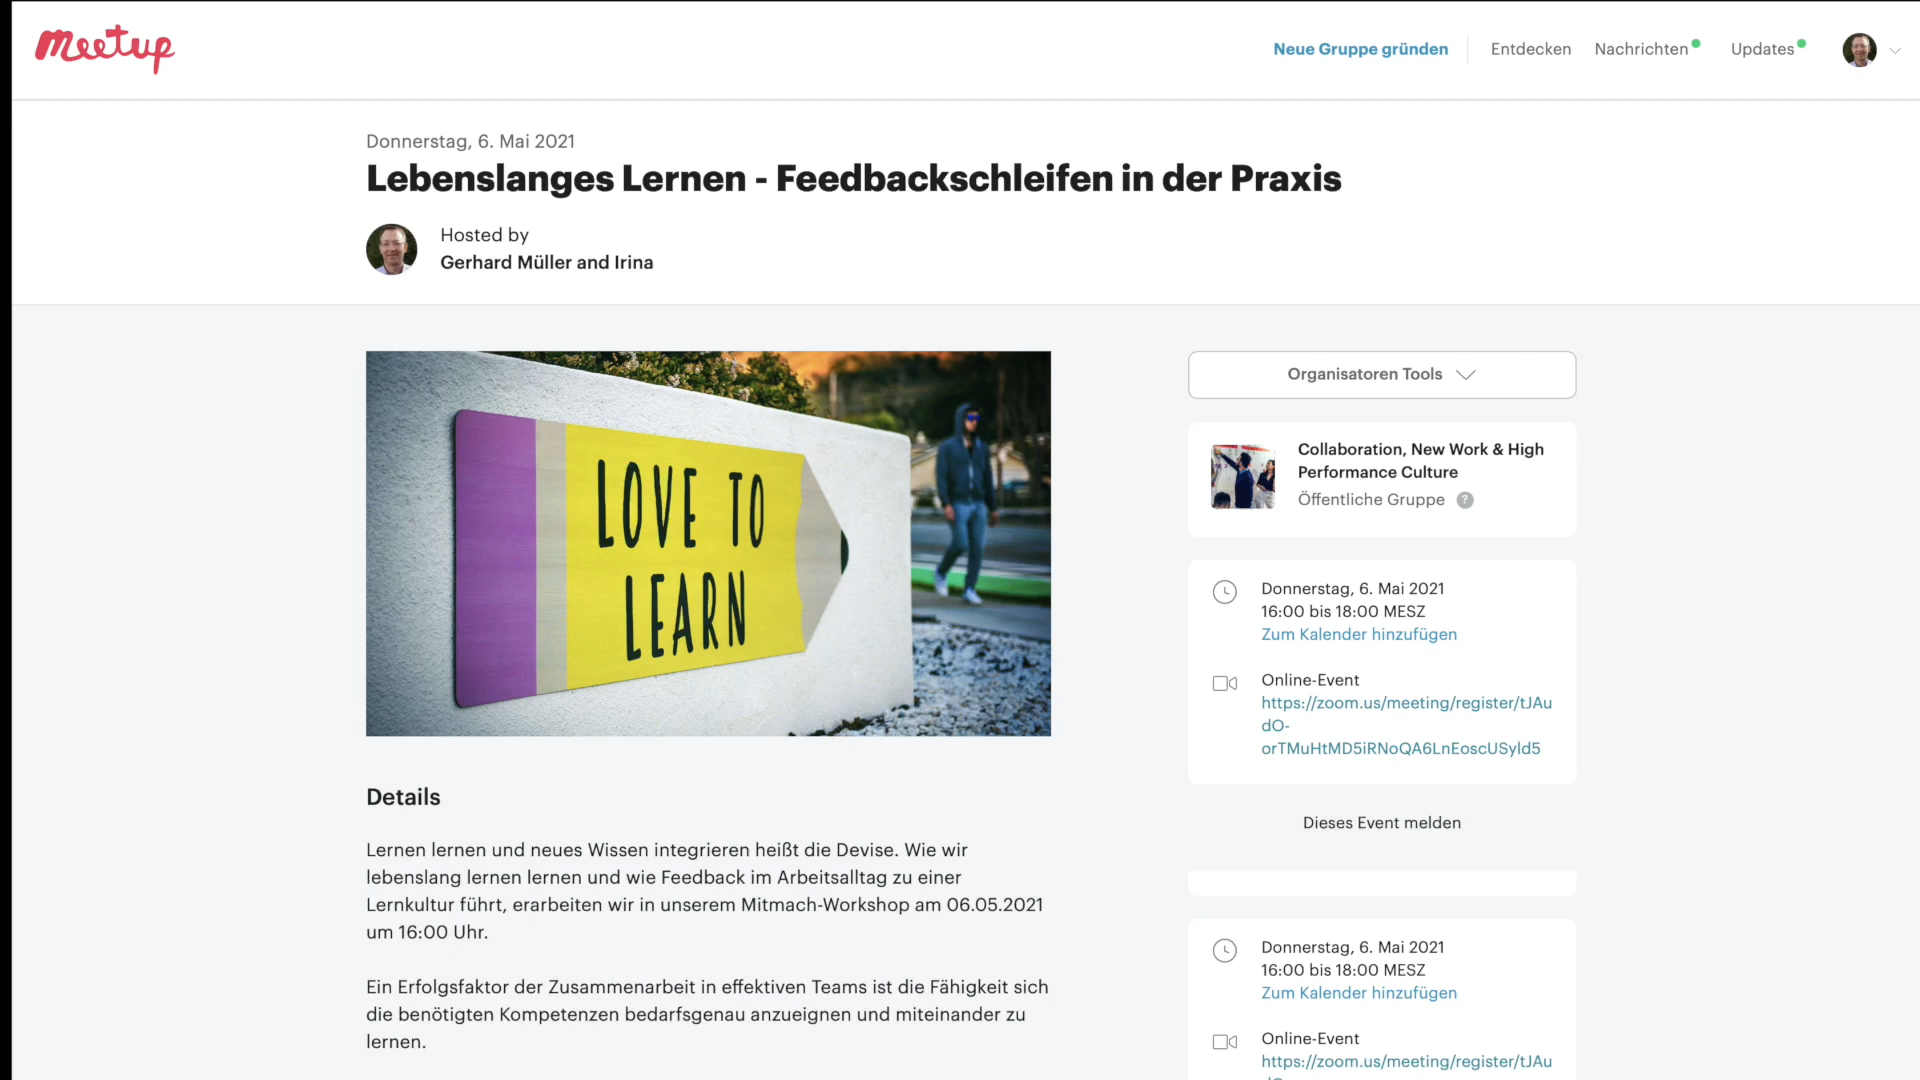 Meetup
Neue Gruppe gründen
Entdecken
Nachrichten
Updates
Donnerstag, 6. Mai 2021
Lebenslanges Lernen - Feedbackschleifen in der Praxis
Hosted by
Gerhard Müller and Irina
LOVE TO
LEARN
Details
Lernen lernen und neues Wissen integrieren heißt die Devise. Wie wir
lebenslang lernen lernen und wie Feedback im Arbeitsalltag zu einer
Lernkultur führt, erarbeiten wir in unserem Mitmach-Workshop am 06.05.2021
um 16:00 Uhr.
Ein Erfolgsfaktor der Zusammenarbeit in effektiven Teams ist die Fähigkeit sich
die benötigten Kompetenzen bedarfsgenau anzueignen und miteinander zu
lernen.
Organisatoren Tools
Collaboration, New Work & High
Performance Culture
Öffentliche Gruppe ?
Donnerstag, 6. Mai 2021
16:00 bis 18:00 MESZ
Zum Kalender hinzufügen
Online-Event
https://zoom.us/meeting/register/tJAu
dO-
orTMuHtMD5iRNoQA6LnEoscUSyld5
Dieses Event melden
Donnerstag, 6. Mai 2021
16:00 bis 18:00 MESZ
Zum Kalender hinzufügen
Online-Event
https://zoom.us/meeting/register/tJAu